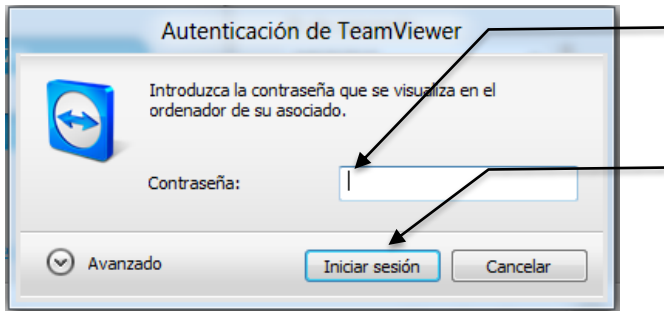 Autenticación de TeamViewer
Introduzca la contraseña que se visualiza en el
ordenador de su asociado.
Contraseña:
Avanzado
Iniciar sesión
Cancelar